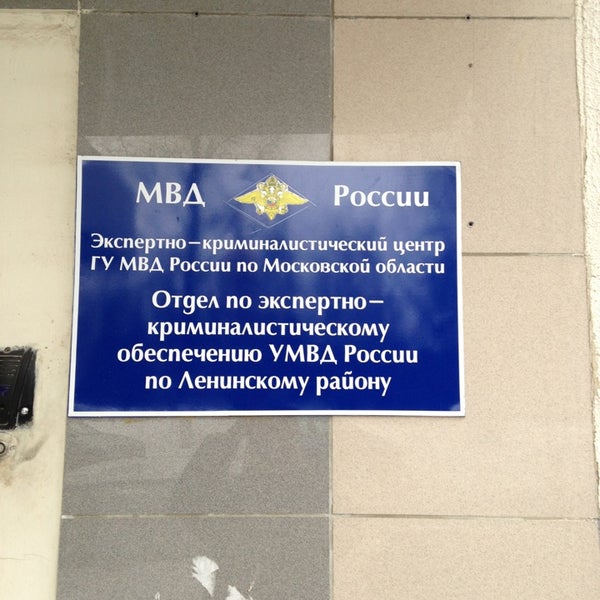 МВД России
Экспертно-криминалистический центр
ГУ МВД России по Московской области
Отдел по экспертно-
криминалистическому
обеспечению УМВД России
по Ленинскому району